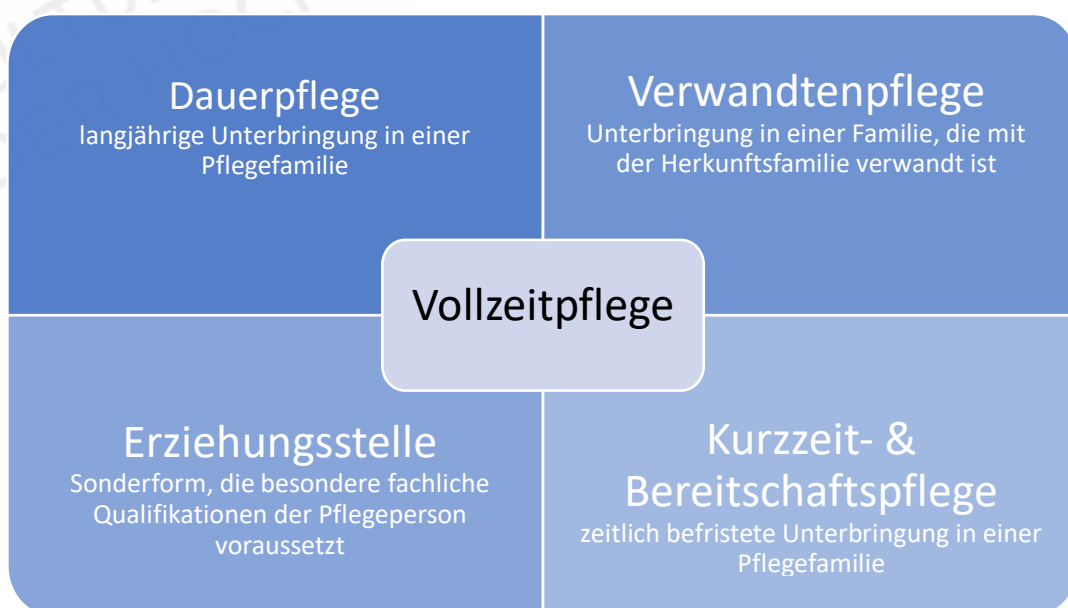 Dauerpflege
langjährige Unterbringung in einer
Pflegefamilie
Verwandtenpflege
Unterbringung in einer Familie, die mit
der Herkunftsfamilie verwandt ist
Vollzeitpflege
Erziehungsstelle
Sonderform, die besondere fachliche
Qualifikationen der Pflegeperson
voraussetzt
Kurzzeit- &
Bereitschaftspflege
zeitlich befristete Unterbringung in einer
Pflegefamilie